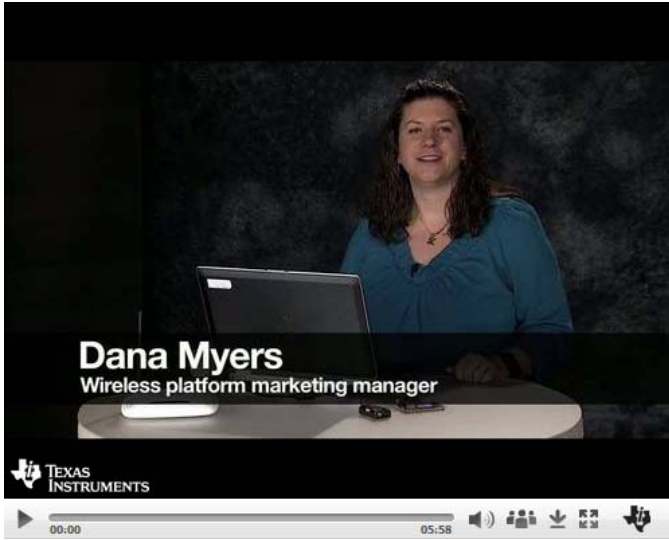 Dana Myers
Wireless platform marketing manager
TEXAS
INSTRUMENTS
00:00
05:58